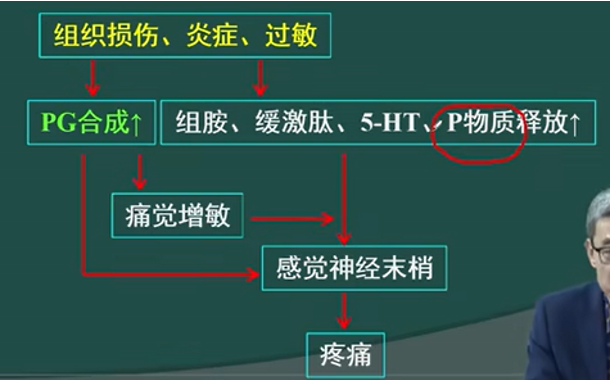 组织损伤、炎症、过敏
PG合成↑
组胺、缓激肽、5-HT、P物质释放↑
痛觉增敏
感觉神经末梢
疼痛